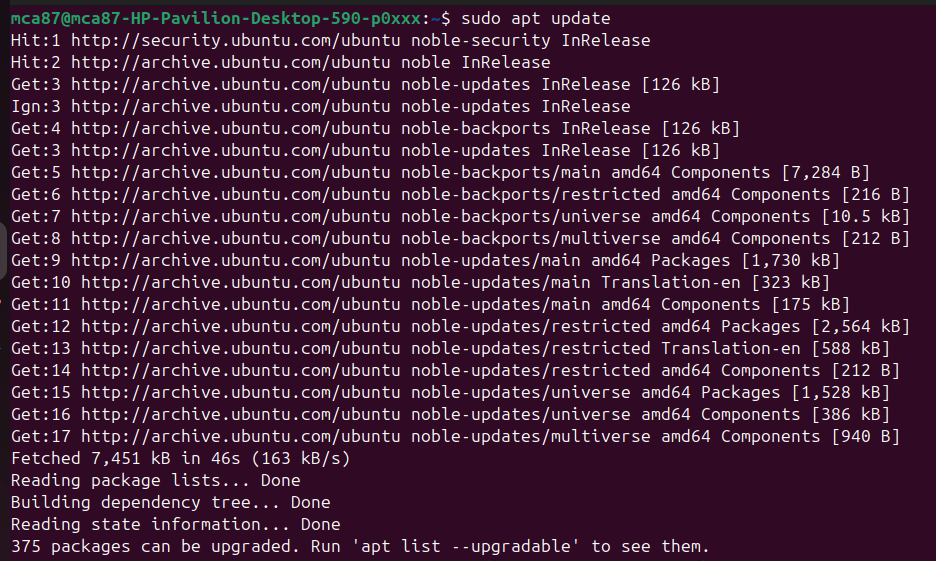 mca87@mca87-HP-Pavilion-Desktop-590-p0xxx:~$ sudo apt update
Hit:1 http://security.ubuntu.com/ubuntu noble-security InRelease
Hit:2 http://archive.ubuntu.com/ubuntu noble InRelease
Get:3 http://archive.ubuntu.com/ubuntu noble-updates InRelease [126 kB]
Ign:3 http://archive.ubuntu.com/ubuntu noble-updates InRelease
Get:4 http://archive.ubuntu.com/ubuntu noble-backports InRelease [126 kB]
Get:3 http://archive.ubuntu.com/ubuntu noble-updates InRelease [126 kB]
Get:5 http://archive.ubuntu.com/ubuntu noble-backports/main amd64 Components [7,284 B]
Get:6 http://archive.ubuntu.com/ubuntu noble-backports/restricted amd64 Components [216 B]
Get:7 http://archive.ubuntu.com/ubuntu noble-backports/universe amd64 Components [10.5 kB]
Get:8 http://archive.ubuntu.com/ubuntu noble-backports/multiverse amd64 Components [212 B]
Get:9 http://archive.ubuntu.com/ubuntu noble-updates/main amd64 Packages [1,730 kB]
Get:10 http://archive.ubuntu.com/ubuntu noble-updates/main Translation-en [323 kB]
Get:11 http://archive.ubuntu.com/ubuntu noble-updates/main amd64 Components [175 kB]
Get:12 http://archive.ubuntu.com/ubuntu noble-updates/restricted amd64 Packages [2,564 kB]
Get:13 http://archive.ubuntu.com/ubuntu noble-updates/restricted Translation-en [588 kB]
Get:14 http://archive.ubuntu.com/ubuntu noble-updates/restricted amd64 Components [212 B]
Get:15 http://archive.ubuntu.com/ubuntu noble-updates/universe amd64 Packages [1,528 kB]
Get:16 http://archive.ubuntu.com/ubuntu noble-updates/universe amd64 Components [386 kB]
Get:17 http://archive.ubuntu.com/ubuntu noble-updates/multiverse amd64 Components [940 B]
Fetched 7,451 kB in 46s (163 kB/s)
Reading package lists... Done
Building dependency tree... Done
Reading state information... Done
375 packages can be upgraded. Run 'apt list --upgradable' to see them.